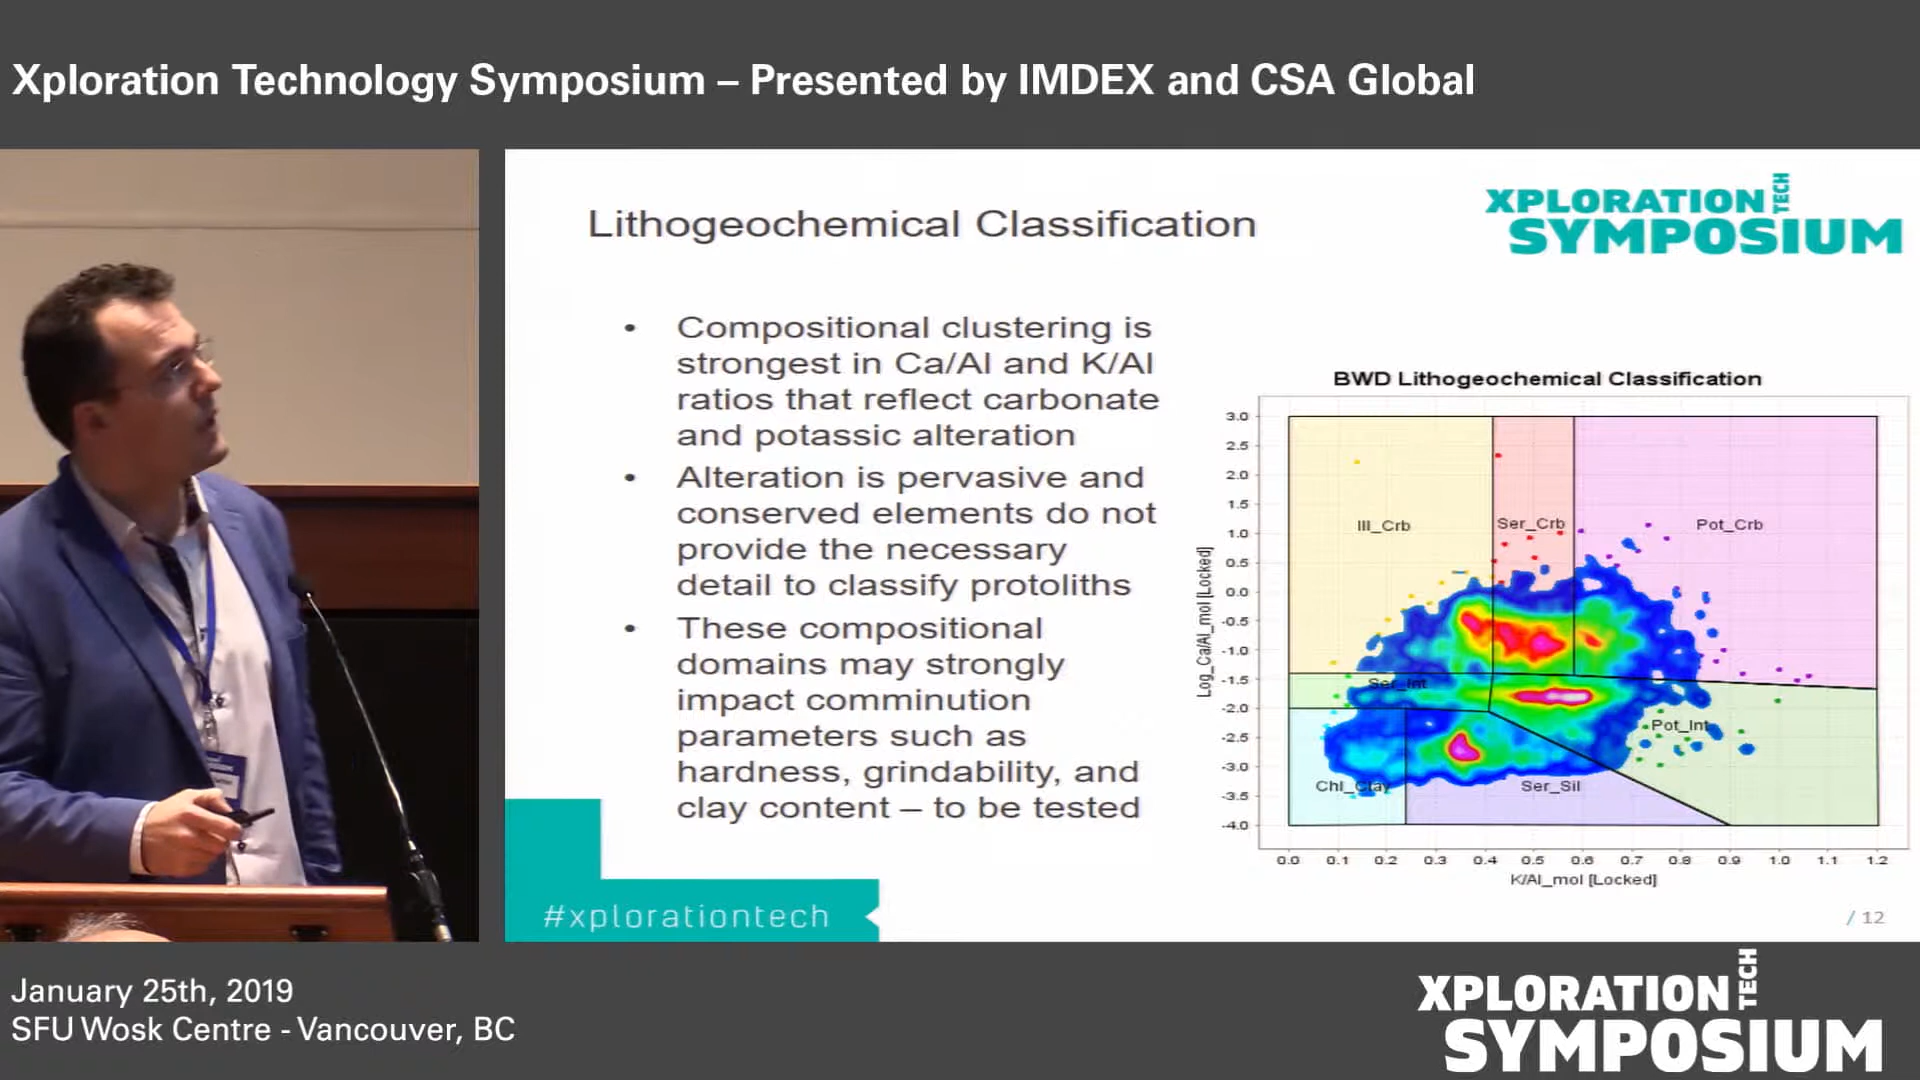 Xploration Technology Symposium – Presented by IMDEX and CSA Global
Lithogeochemical Classification
XPLORATION TECH
SYMPOSIUM
• Compositional clustering is
strongest in Ca/Al and K/Al
ratios that reflect carbonate
and potassic alteration
• Alteration is pervasive and
conserved elements do not
provide the necessary
detail to classify protoliths
• These compositional
domains may strongly
impact comminution
parameters such as
hardness, grindability, and
clay content – to be tested
BWD Lithogeochemical Classification
3.0
2.5
2.0
1.5
1.0
0.5
0.0
-0.5
-1.0
-1.5
-2.0
-2.5
-3.0
-3.5
-4.0
Log_Ca/Al_mol [Locked]
Ill_Crb
Ser_Crb
Pot_Crb
Ser_Int
Pot_Int
Chl_Clay
Ser_Sil
0.0 0.1 0.2 0.3 0.4 0.5 0.6 0.7 0.8 0.9 1.0 1.1 1.2
K/Al_mol [Locked]
#xplorationtech
/ 12
January 25th, 2019
SFU Wosk Centre - Vancouver, BC
XPLORATION TECH
SYMPOSIUM